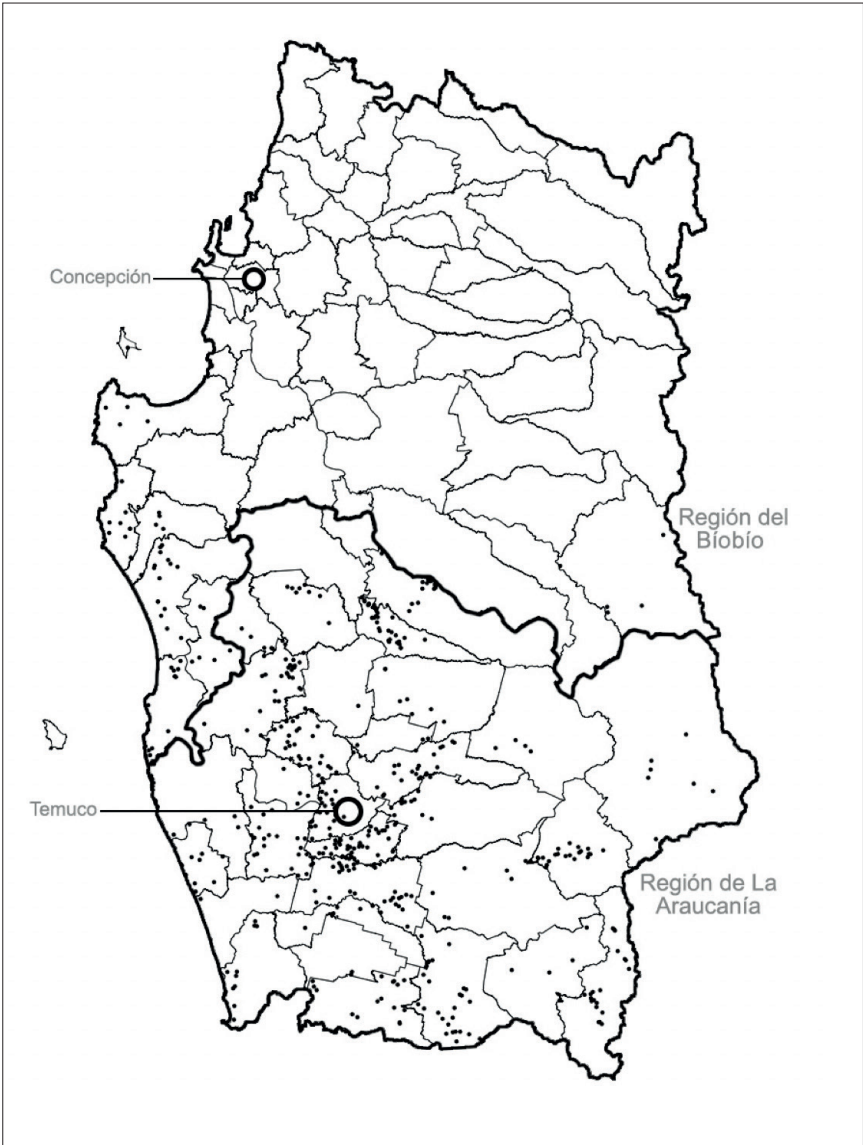 Concepción
Región del
Bíobío
Temuco
Región de La
Araucanía